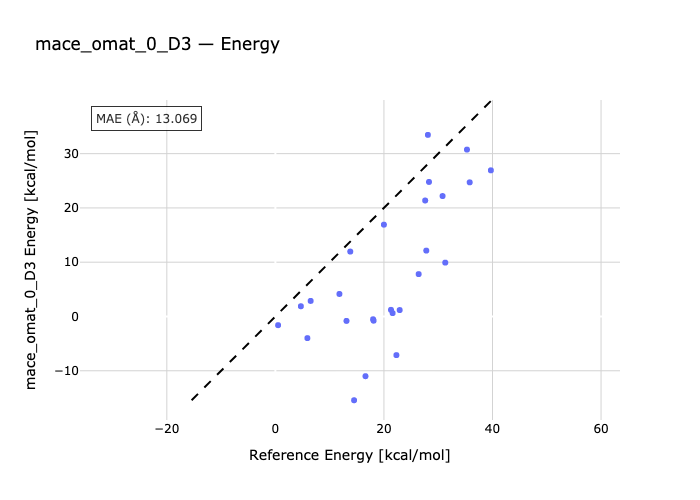 mace_omat_0_D3 — Energy
MAE (Å): 13.069
mace_omat_0_D3 Energy [kcal/mol]
30
20
10
0
−10
−20
0
20
40
60
Reference Energy [kcal/mol]